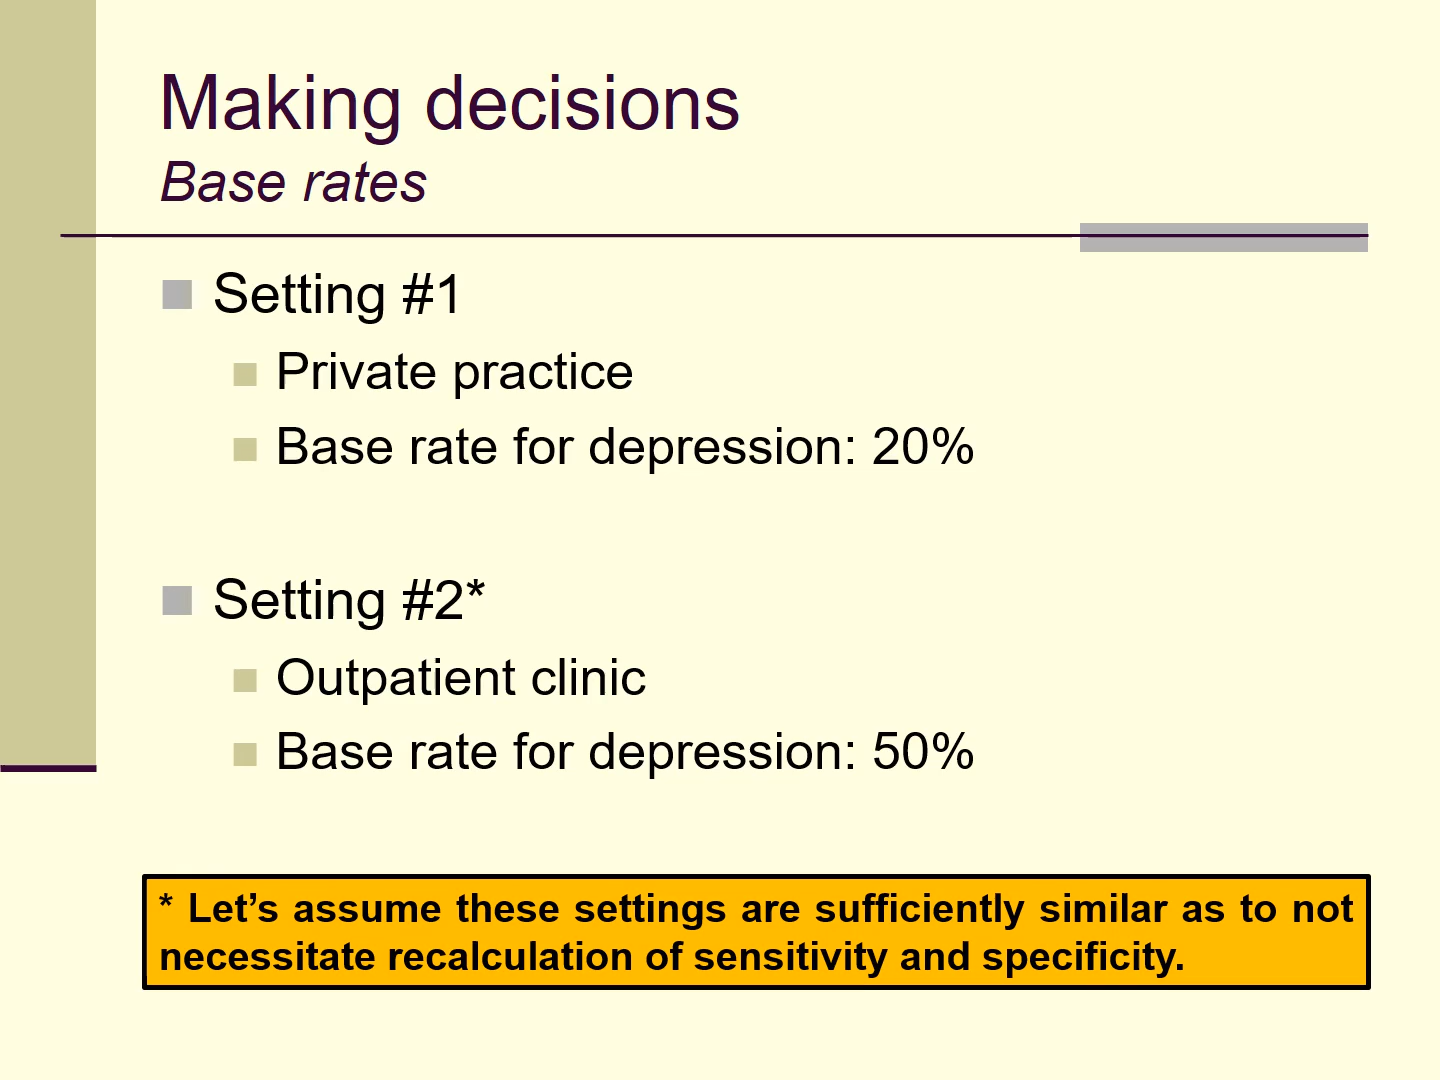 Making decisions
Base rates
Setting #1
Private practice
Base rate for depression: 20%
Setting #2*
Outpatient clinic
Base rate for depression: 50%
* Let’s assume these settings are sufficiently similar as to not
necessitate recalculation of sensitivity and specificity.